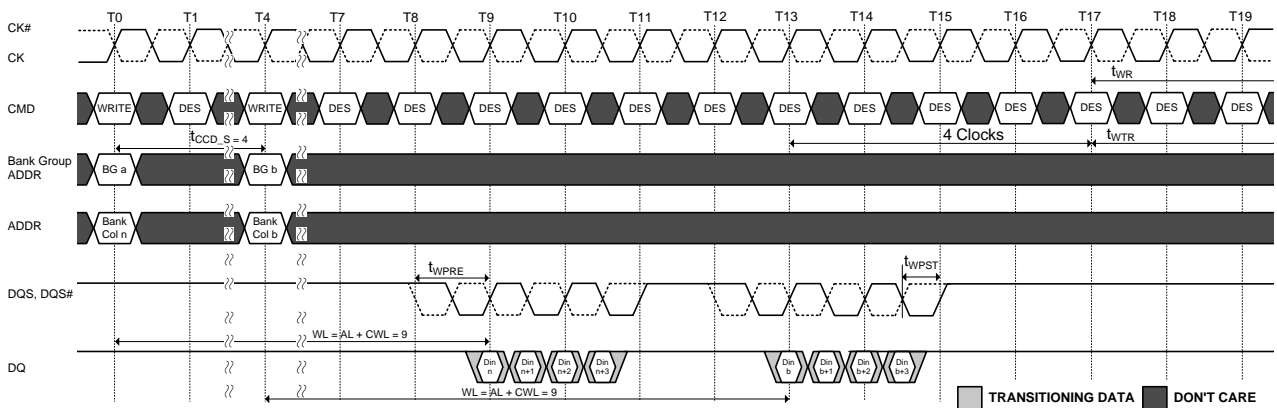 T0 T1 T4 T7 T8 T9 T10 T11 T12 T13 T14 T15 T16 T17 T18 T19
CK#
CK
tWR
CMD WRITE DES WRITE DES DES DES DES DES DES DES DES DES DES DES DES DES
tCCD_S = 4
4 Clocks
tWTR
Bank Group
ADDR
BG a BG b
ADDR
Bank
Col n
Bank
Col b
tWPRE
tWPST
DQS, DQS#
WL = AL + CWL = 9
DQ
Din
n
Din
n+1
Din
n+2
Din
n+3
Din
b
Din
b+1
Din
b+2
Din
b+3
WL = AL + CWL = 9
TRANSITIONING DATA DON'T CARE